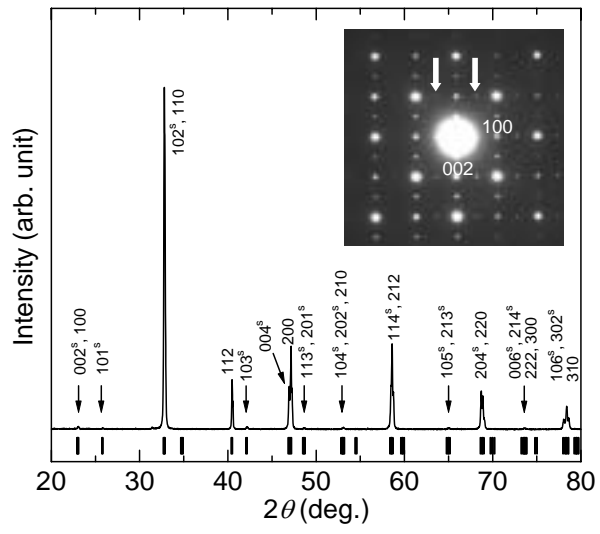 Intensity (arb. unit)
002ˢ, 100
101ˢ
102ˢ, 110
112
103ˢ
004ˢ
200
113ˢ, 201ˢ
104ˢ, 202ˢ, 210
114ˢ, 212
105ˢ, 213ˢ
204ˢ, 220
006ˢ, 214ˢ
222, 300
106ˢ, 302ˢ
310
100
002
20 30 40 50 60 70 80
2θ (deg.)